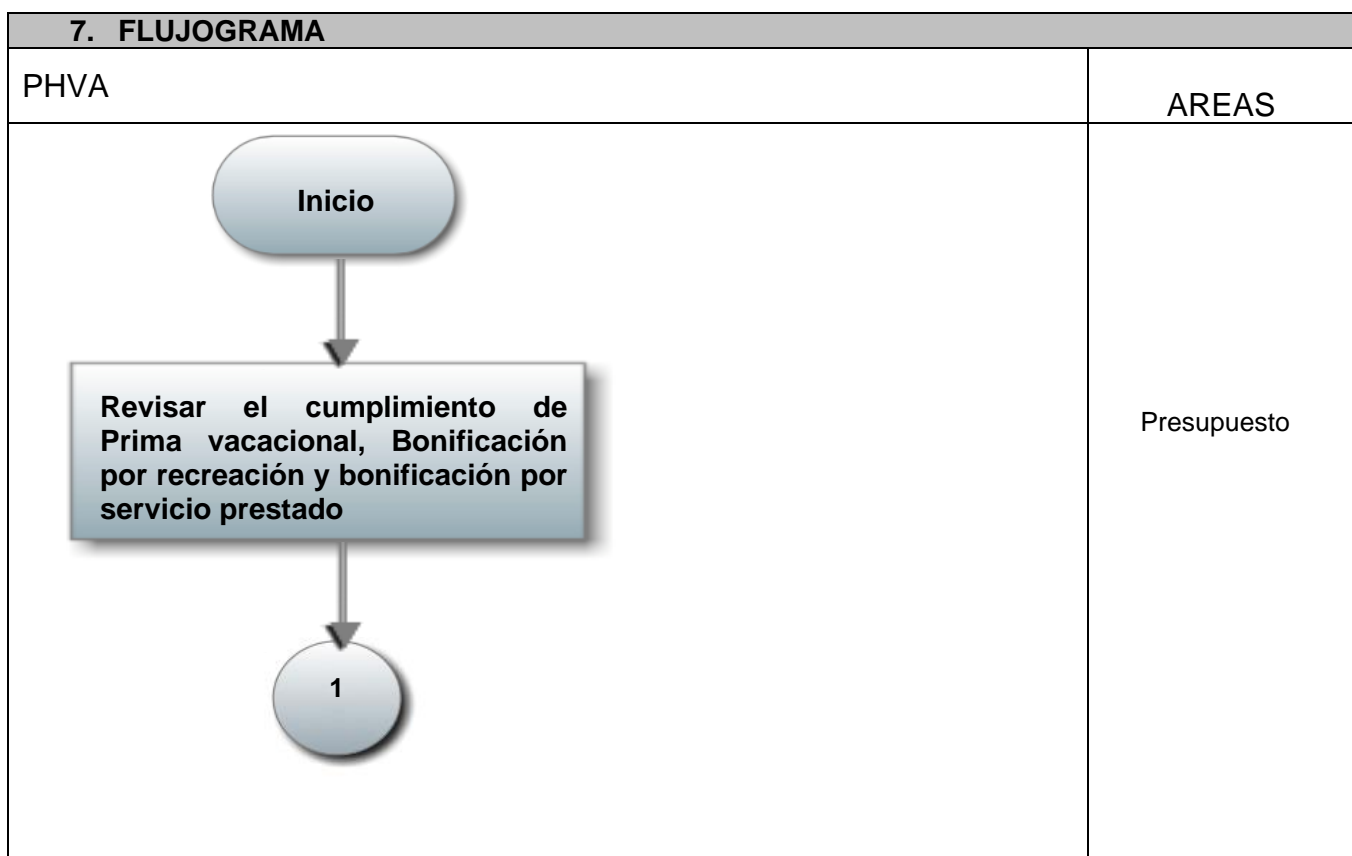 7. FLUJOGRAMA
PHVA
AREAS
Inicio
Revisar el cumplimiento de
Prima vacacional, Bonificación
por recreación y bonificación por
servicio prestado
Presupuesto
1